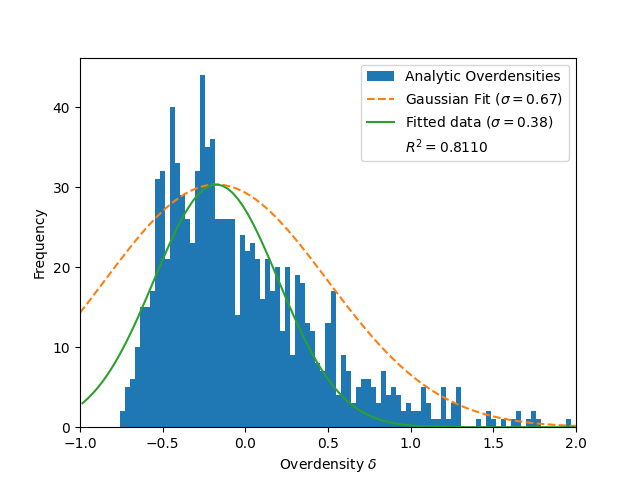 Analytic Overdensities
Gaussian Fit (σ = 0.67)
Fitted data (σ = 0.38)
R² = 0.8110
40
30
20
10
0
Frequency
−1.0 −0.5 0.0 0.5 1.0 1.5 2.0
Overdensity δ